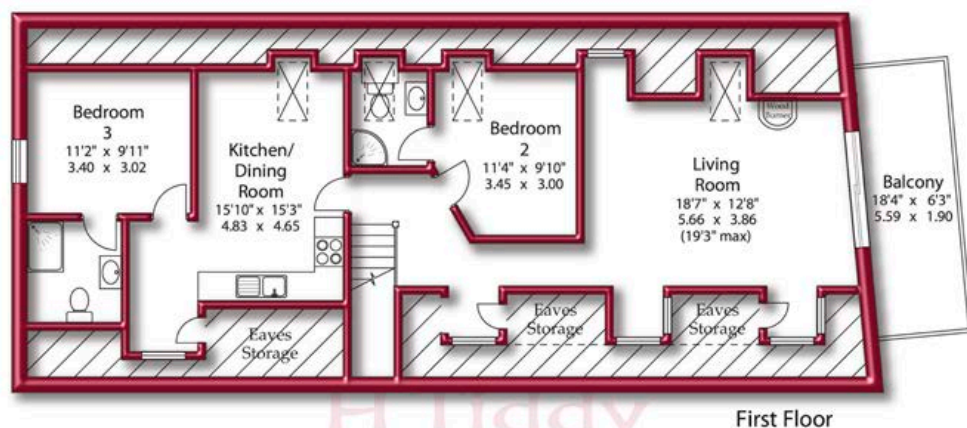 Bedroom
3
11'2" x 9'11"
3.40 x 3.02
Kitchen/
Dining
Room
15'10" x 15'3"
4.83 x 4.65
Bedroom
2
11'4" x 9'10"
3.45 x 3.00
Wood
Burner
Living
Room
18'7" x 12'8"
5.66 x 3.86
(19'3" max)
Balcony
18'4" x 6'3"
5.59 x 1.90
Eaves
Storage
Eaves
Storage
Eaves
Storage
H Tiddy
First Floor